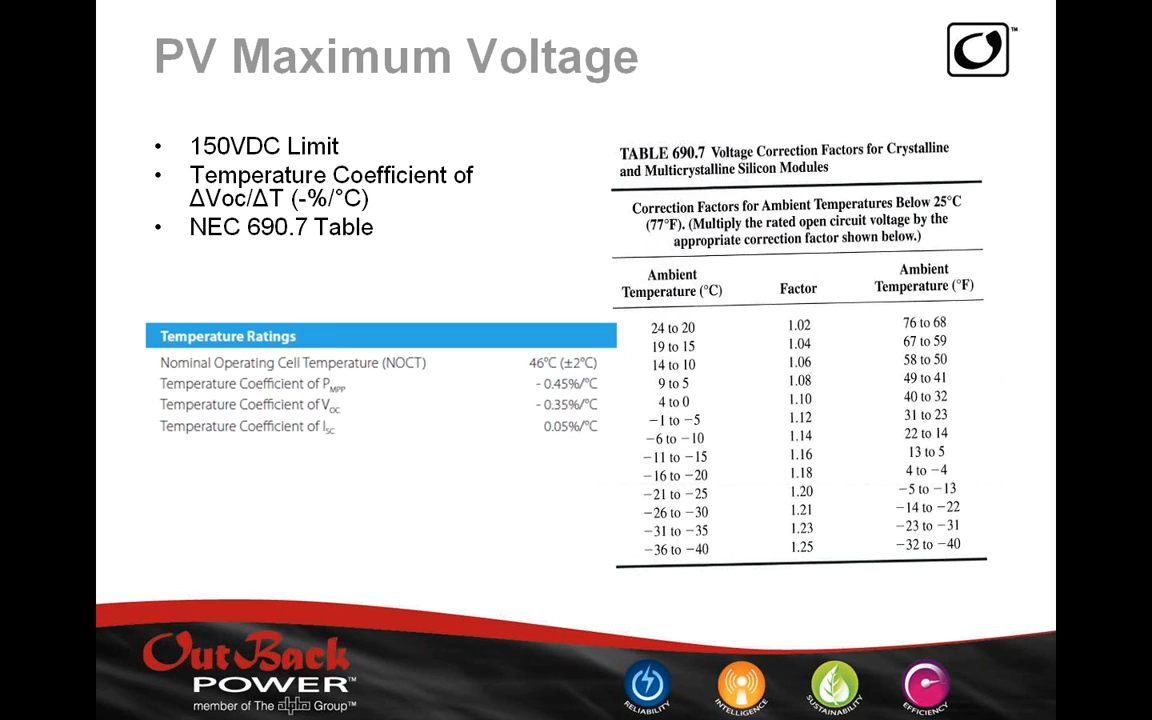 PV Maximum Voltage
TM
• 150VDC Limit
• Temperature Coefficient of
ΔVoc/ΔT (-%/°C)
• NEC 690.7 Table
TABLE 690.7 Voltage Correction Factors for Crystalline
and Multicrystalline Silicon Modules
Correction Factors for Ambient Temperatures Below 25°C
(77°F). (Multiply the rated open circuit voltage by the
appropriate correction factor shown below.)
Ambient Temperature (°C) Factor Ambient Temperature (°F)
24 to 20 1.02 76 to 68
19 to 15 1.04 67 to 59
14 to 10 1.06 58 to 50
9 to 5 1.08 49 to 41
4 to 0 1.10 40 to 32
−1 to −5 1.12 31 to 23
−6 to −10 1.14 22 to 14
−11 to −15 1.16 13 to 5
−16 to −20 1.18 4 to −4
−21 to −25 1.20 −5 to −13
−26 to −30 1.21 −14 to −22
−31 to −35 1.23 −23 to −31
−36 to −40 1.25 −32 to −40
Temperature Ratings
Nominal Operating Cell Temperature (NOCT) 46°C (±2°C)
Temperature Coefficient of PMPP - 0.45%/°C
Temperature Coefficient of VOC - 0.35%/°C
Temperature Coefficient of ISC 0.05%/°C
OutBack
POWER™
member of The alpha Group™
RELIABILITY
INTELLIGENCE
SUSTAINABILITY
EFFICIENCY